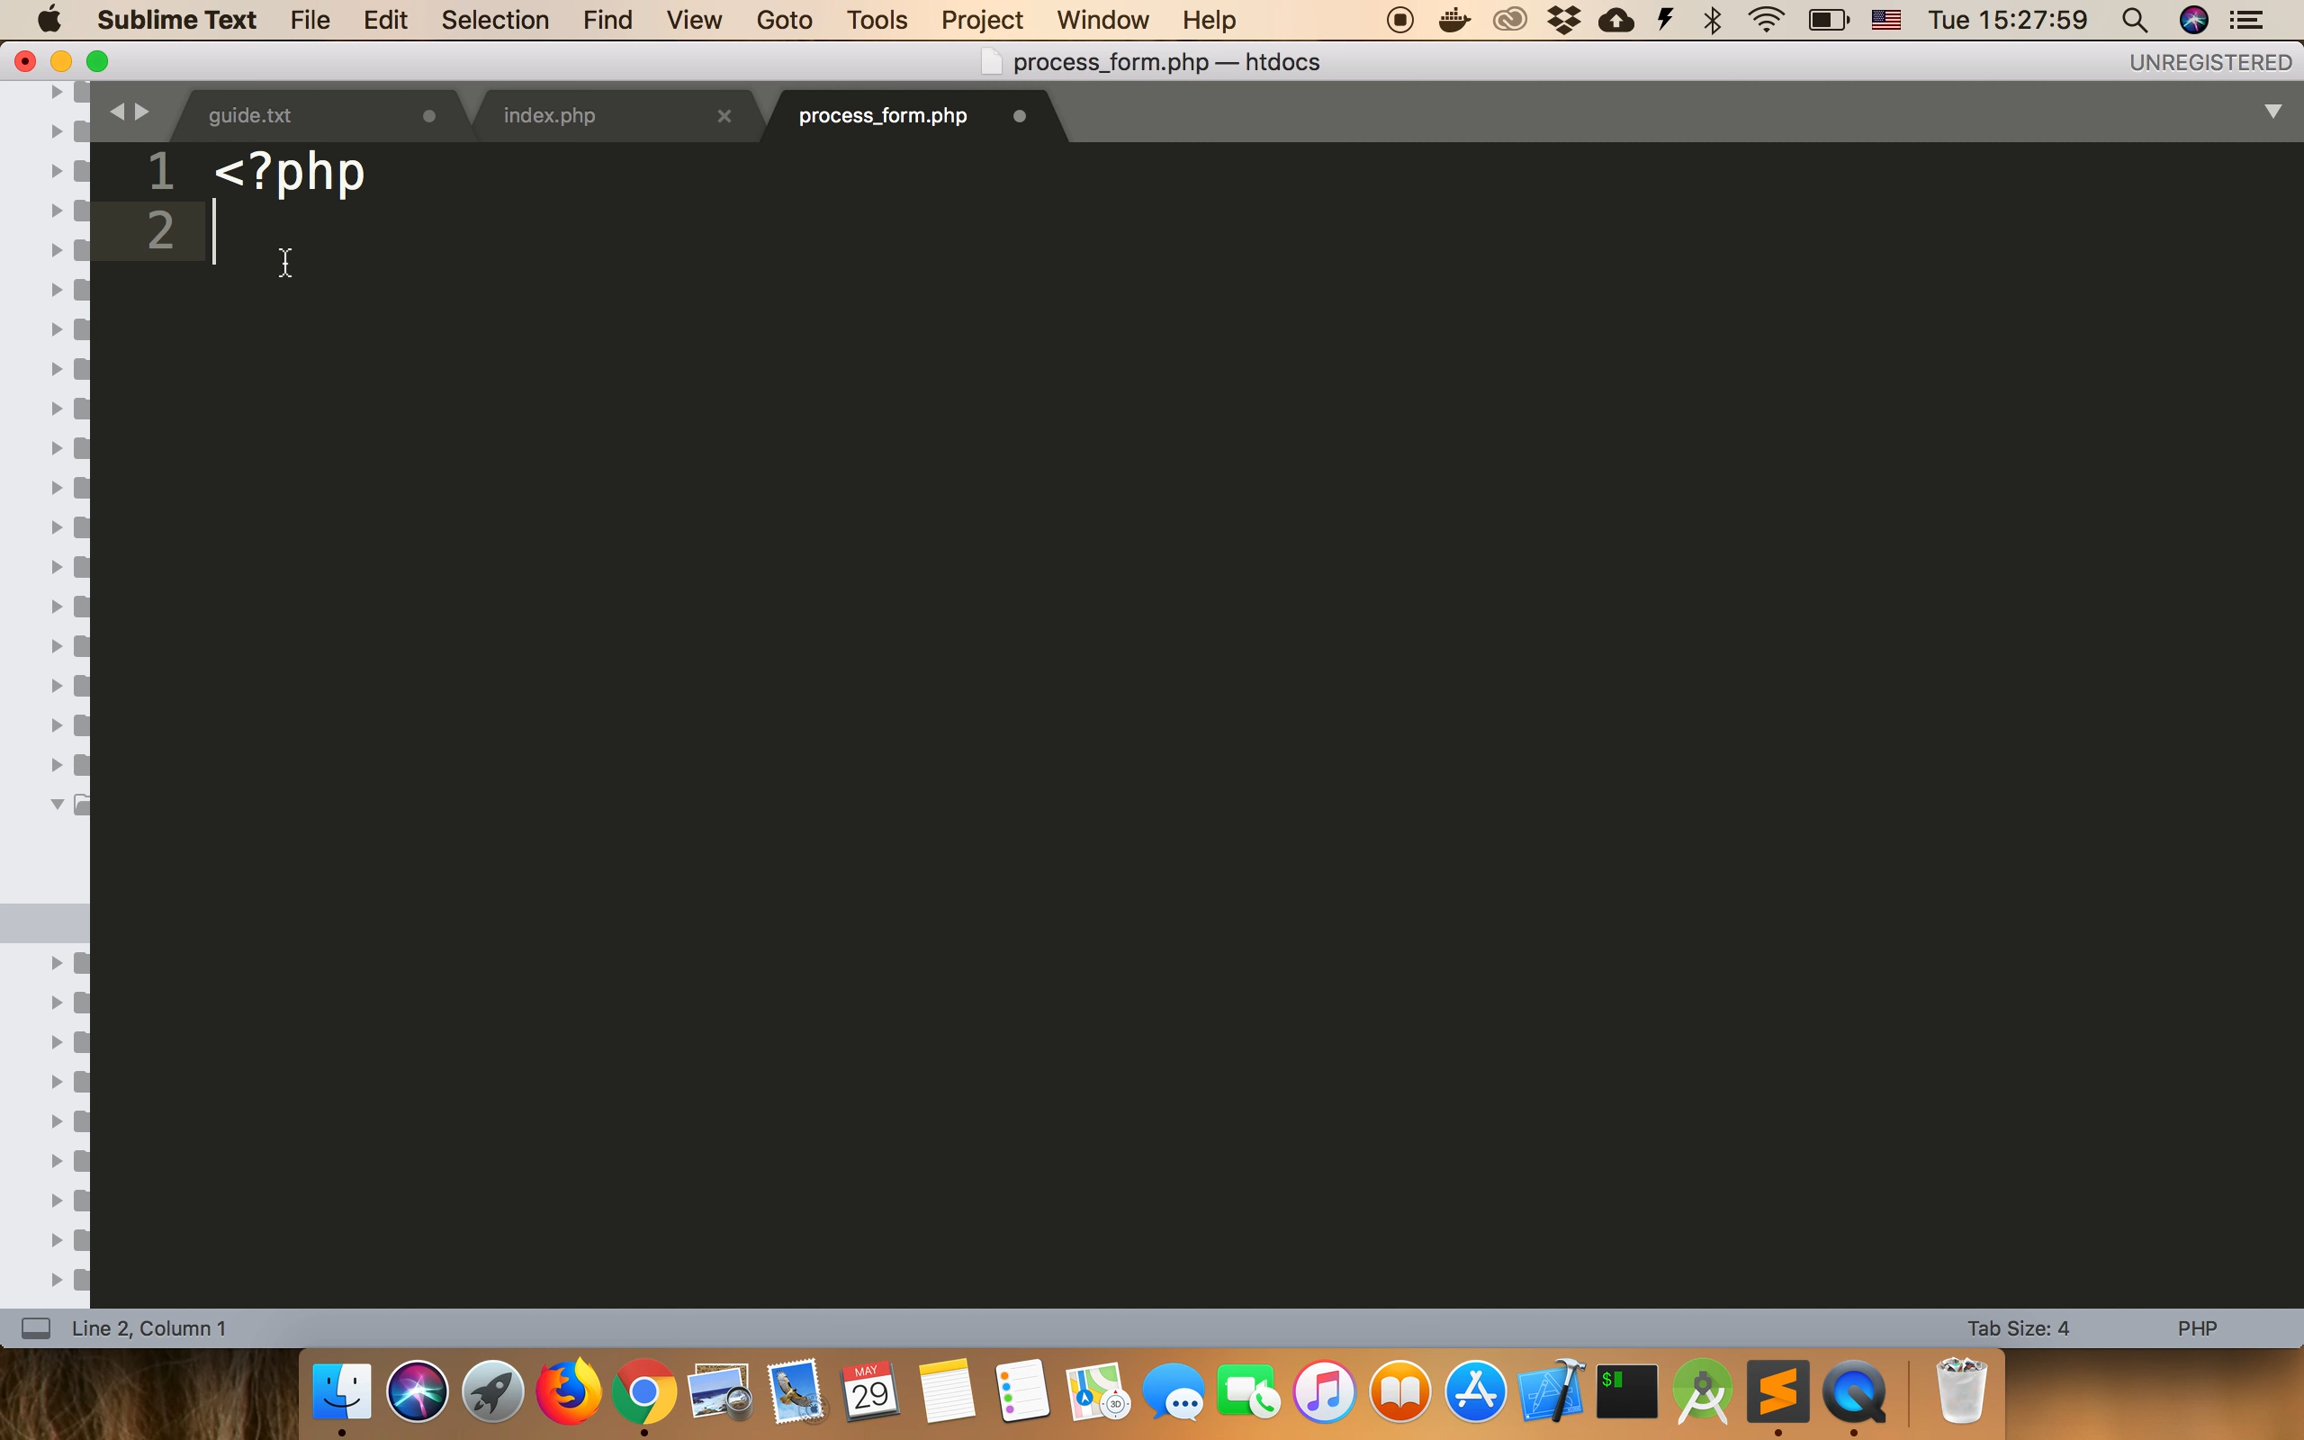 Sublime Text File Edit Selection Find View Goto Tools Project Window Help Tue 15:27:59
process_form.php — htdocs UNREGISTERED
guide.txt index.php process_form.php
1 <?php
2
Line 2, Column 1 Tab Size: 4 PHP
MAY
29
3D
$